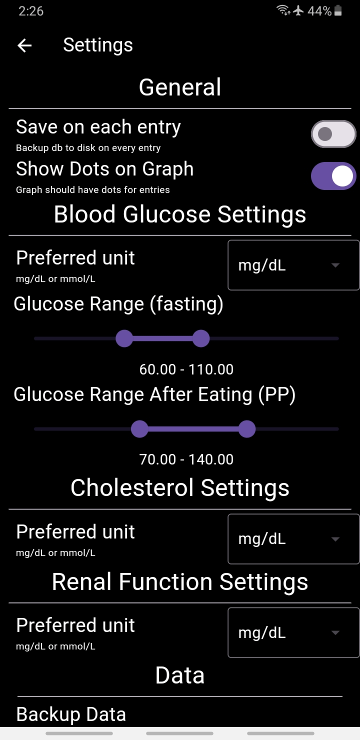 2:26
44%
Settings
General
Save on each entry
Backup db to disk on every entry
Show Dots on Graph
Graph should have dots for entries
Blood Glucose Settings
Preferred unit
mg/dL or mmol/L
mg/dL
Glucose Range (fasting)
60.00 - 110.00
Glucose Range After Eating (PP)
70.00 - 140.00
Cholesterol Settings
Preferred unit
mg/dL or mmol/L
mg/dL
Renal Function Settings
Preferred unit
mg/dL or mmol/L
mg/dL
Data
Backup Data